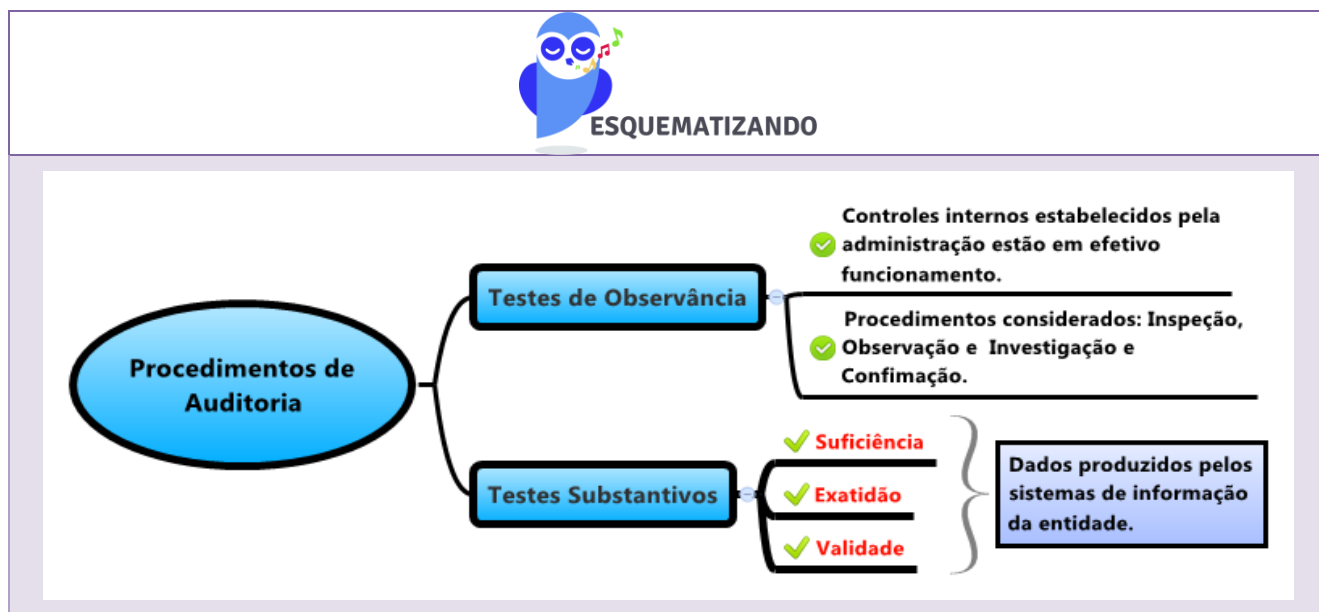 ESQUEMATIZANDO
Procedimentos de
Auditoria
Testes de Observância
Controles internos estabelecidos pela
administração estão em efetivo
funcionamento.
Procedimentos considerados: Inspeção,
Observação e Investigação e
Confimação.
Testes Substantivos
Suficiência
Exatidão
Validade
Dados produzidos pelos
sistemas de informação
da entidade.